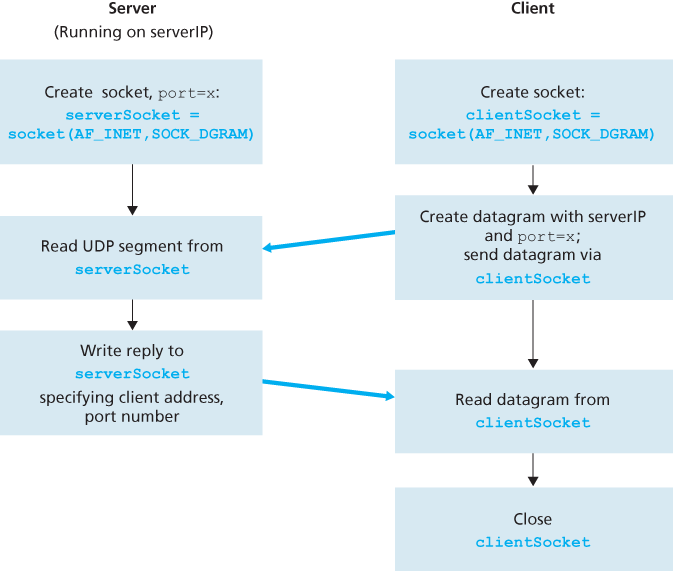 Server
(Running on serverIP)
Create socket, port=x:
serverSocket =
socket(AF_INET,SOCK_DGRAM)
Read UDP segment from
serverSocket
Write reply to
serverSocket
specifying client address,
port number
Client
Create socket:
clientSocket =
socket(AF_INET,SOCK_DGRAM)
Create datagram with serverIP
and port=x;
send datagram via
clientSocket
Read datagram from
clientSocket
Close
clientSocket